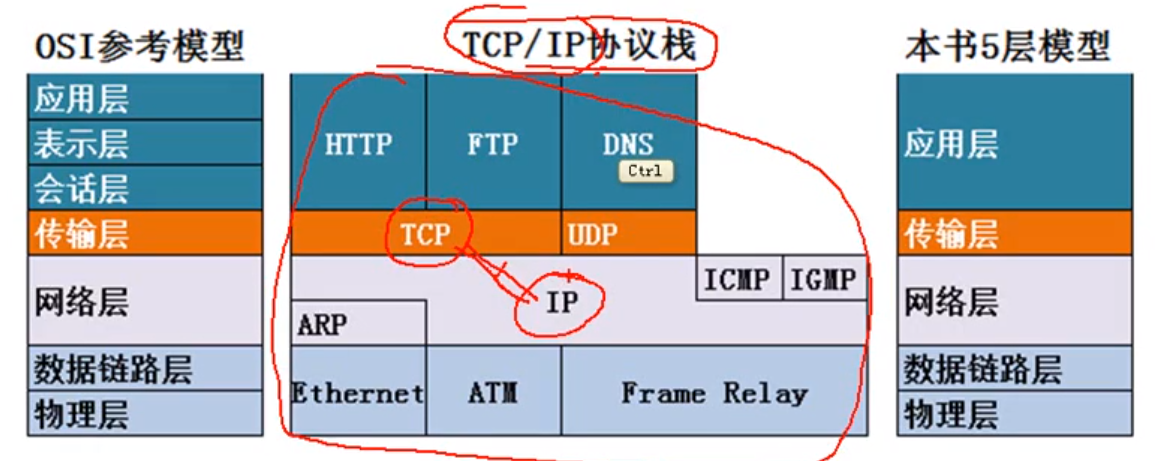 OSI参考模型
TCP/IP协议栈
本书5层模型
应用层
表示层
会话层
传输层
网络层
数据链路层
物理层
HTTP
FTP
DNS
Ctrl
TCP
UDP
ICMP
IGMP
IP
ARP
Ethernet
ATM
Frame Relay
应用层
传输层
网络层
数据链路层
物理层